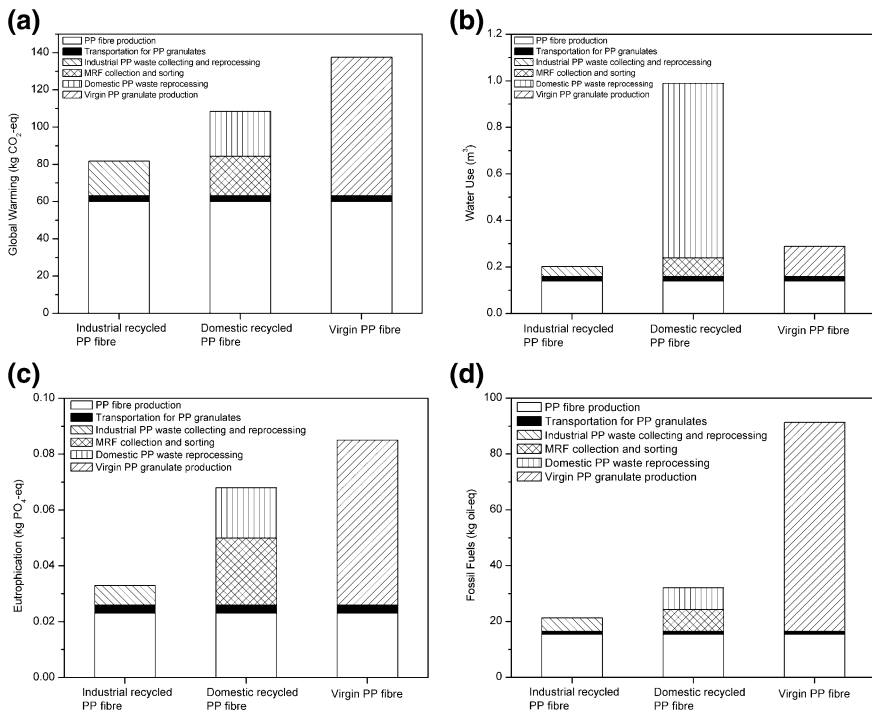 (a)
PP fibre production
Transportation for PP granulates
Industrial PP waste collecting and reprocessing
MRF collection and sorting
Domestic PP waste reprocessing
Virgin PP granulate production
Global Warming (kg CO₂-eq)
140
120
100
80
60
40
20
0
Industrial recycled
PP fibre
Domestic recycled
PP fibre
Virgin PP fibre
(b)
PP fibre production
Transportation for PP granulates
Industrial PP waste collecting and reprocessing
MRF collection and sorting
Domestic PP waste reprocessing
Virgin PP granulate production
Water Use (m³)
1.2
1.0
0.8
0.6
0.4
0.2
0.0
Industrial recycled
PP fibre
Domestic recycled
PP fibre
Virgin PP fibre
(c)
PP fibre production
Transportation for PP granulates
Industrial PP waste collecting and reprocessing
MRF collection and sorting
Domestic PP waste reprocessing
Virgin PP granulate production
Eutrophication (kg PO₄-eq)
0.10
0.08
0.06
0.04
0.02
0.00
Industrial recycled
PP fibre
Domestic recycled
PP fibre
Virgin PP fibre
(d)
PP fibre production
Transportation for PP granulates
Industrial PP waste collecting and reprocessing
MRF collection and sorting
Domestic PP waste reprocessing
Virgin PP granulate production
Fossil Fuels (kg oil-eq)
100
80
60
40
20
0
Industrial recycled
PP fibre
Domestic recycled
PP fibre
Virgin PP fibre